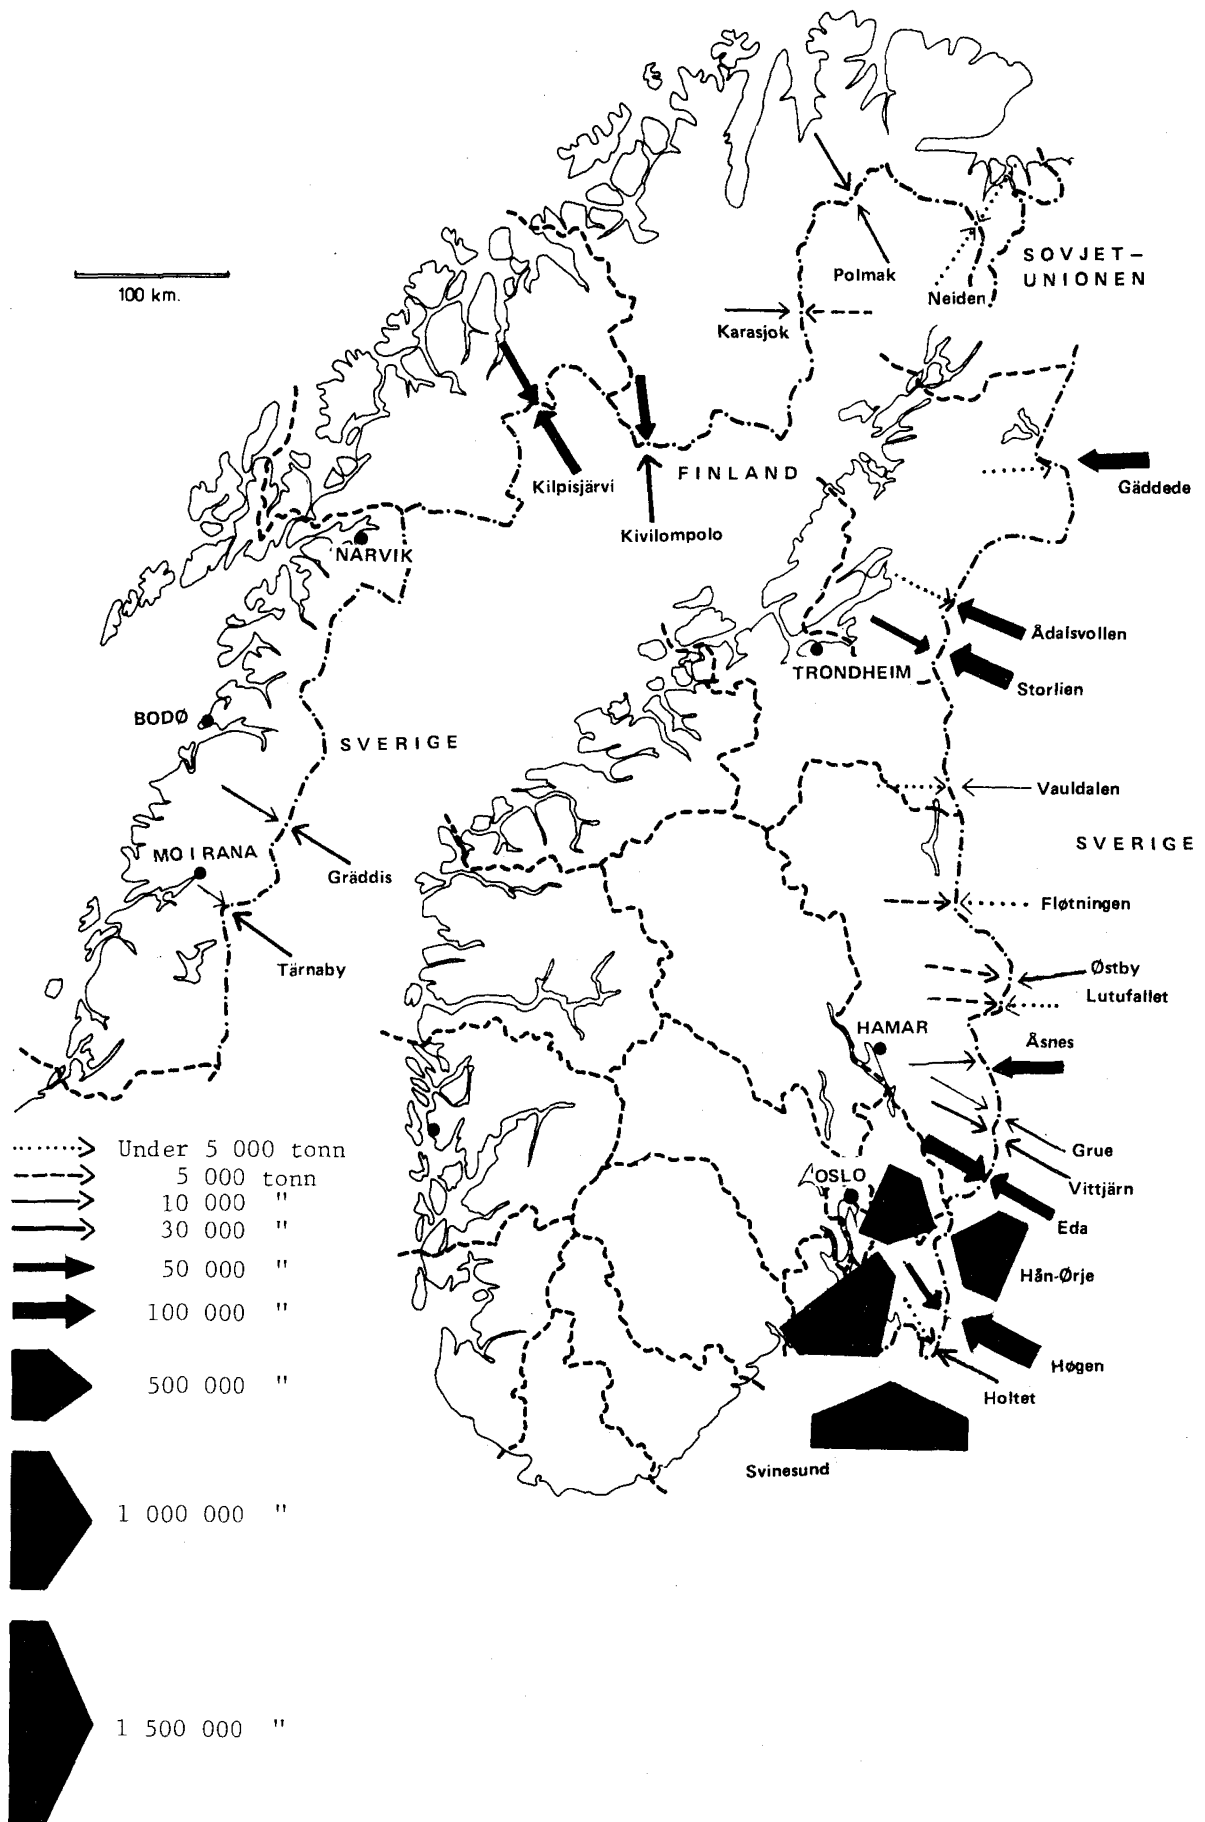 SOVJET-
UNIONEN
Polmak
Neiden
100 km.
Karasjok
FINLAND
Kilpisjärvi
Gäddede
Kivilompolo
NARVIK
Ådalsvollen
TRONDHEIM
Storlien
BODØ
SVERIGE
Vauldalen
MO I RANA
SVERIGE
Gräddis
Fløtningen
Tärnaby
Østby
Lutufallet
HAMAR
Åsnes
Under 5 000 tonn
5 000 tonn
10 000 "
30 000 "
50 000 "
100 000 "
500 000 "
1 000 000 "
1 500 000 "
Grue
OSLO
Vittjärn
Eda
Hån-Ørje
Høgen
Holtet
Svinesund